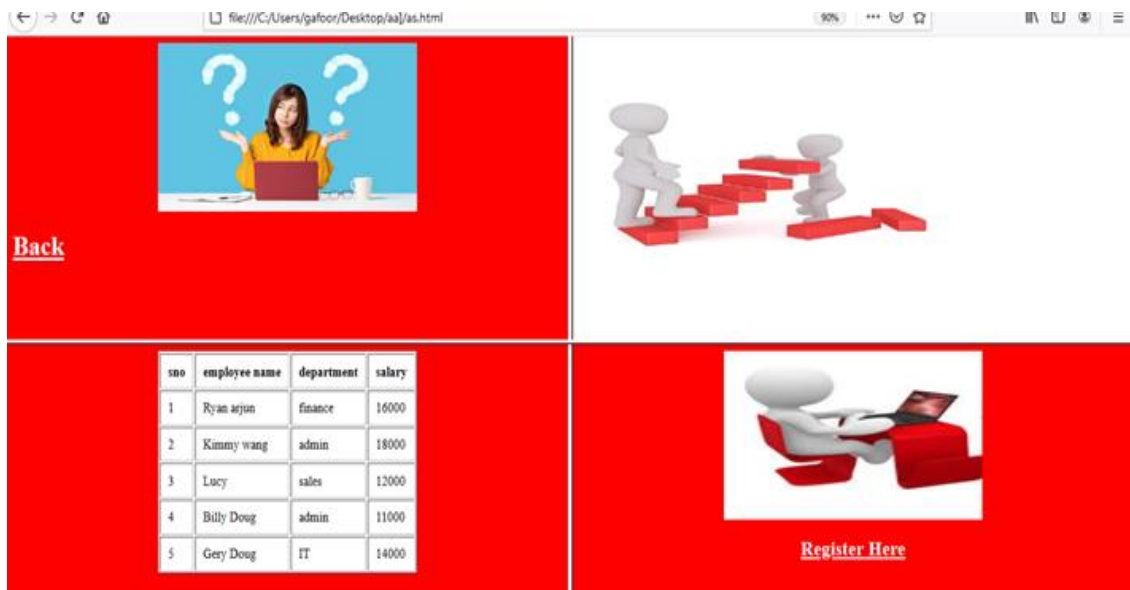 file:///C:/Users/gafoor/Desktop/aa]/as.html
90%
Back
sno employee name department salary
1 Ryan arjun finance 16000
2 Kimmy wang admin 18000
3 Lucy sales 12000
4 Billy Doug admin 11000
5 Gery Doug IT 14000
Register Here